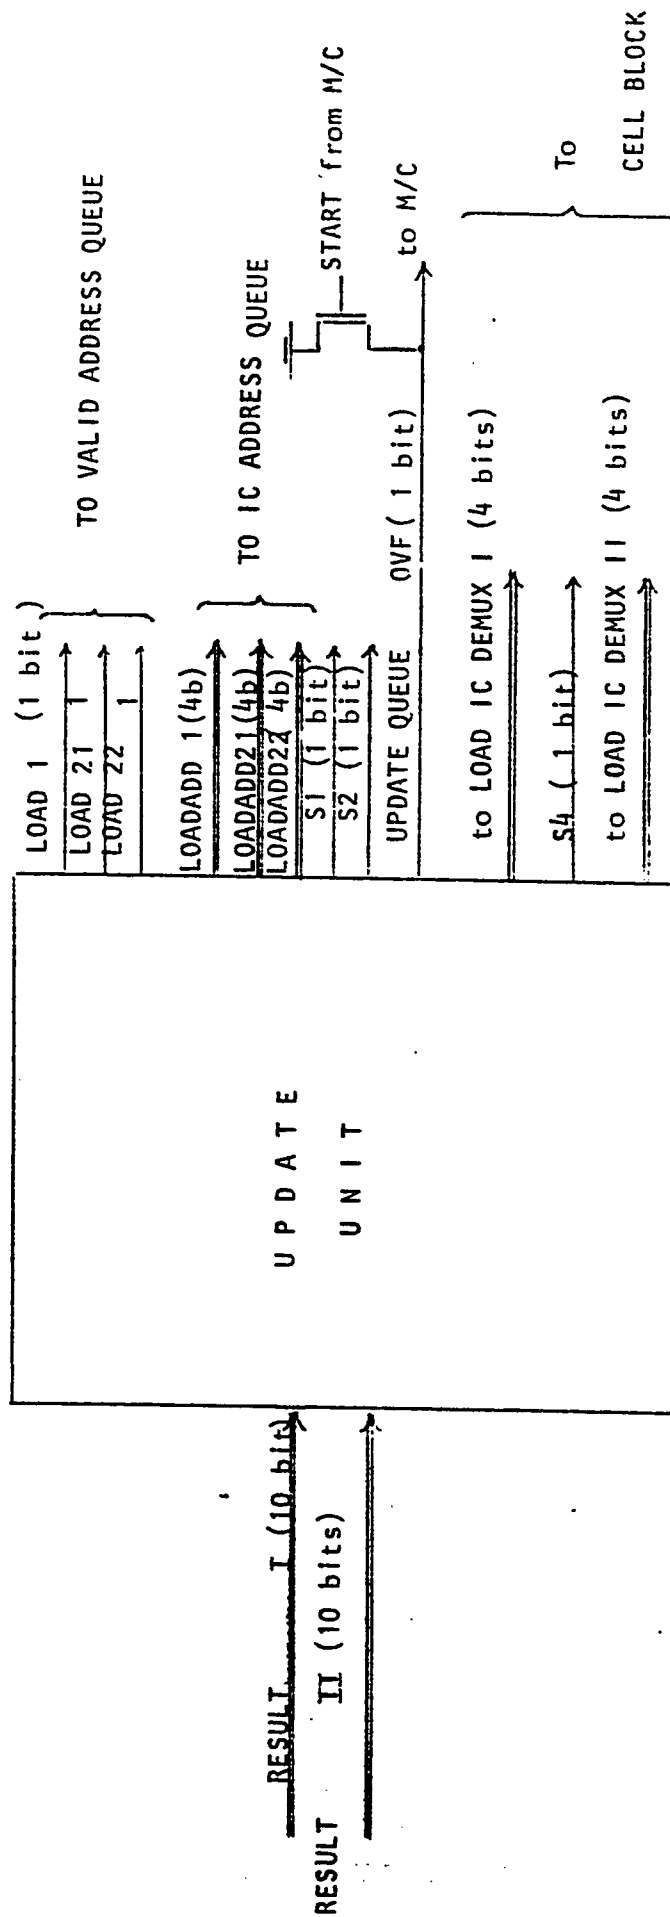 LOAD 1 (1 bit)
LOAD 21 1
LOAD 22 1
TO VALID ADDRESS QUEUE
LOADADD 1(4b)
LOADADD21(4b)
LOADADD22( 4b)
S1 (1 bit)
S2 (1 bit)
TO IC ADDRESS QUEUE
START from M/C
UPDATE QUEUE OVF( 1 bit)
to M/C
to LOAD IC DEMUX I (4 bits)
S4 ( 1 bit)
to LOAD IC DEMUX II (4 bits)
To
CELL BLOCK
UPDATE
UNIT
RESULT I (10 bit)
RESULT II (10 bits)